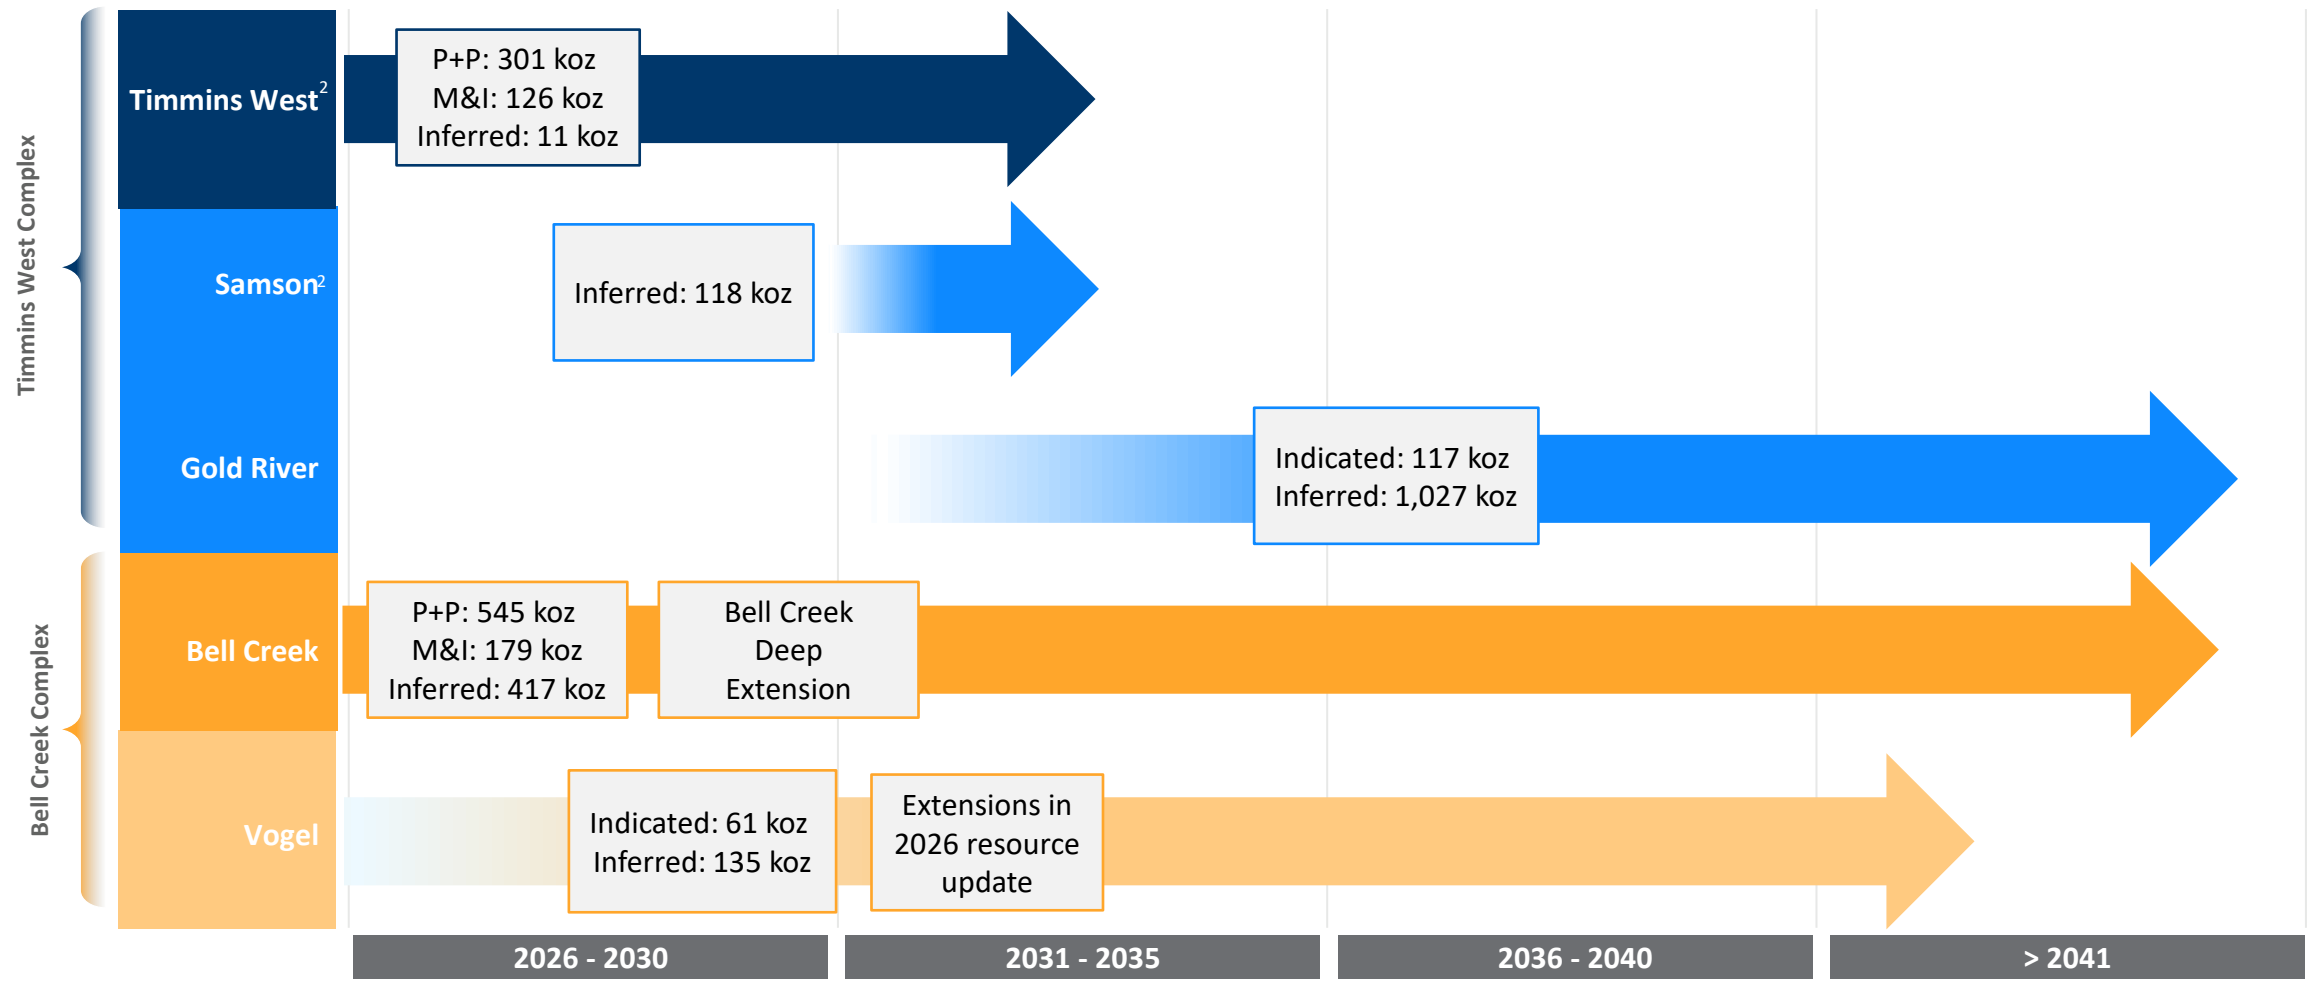 Timmins West Complex
Timmins West2
P+P: 301 koz
M&I: 126 koz
Inferred: 11 koz
Samson2
Inferred: 118 koz
Gold River
Indicated: 117 koz
Inferred: 1,027 koz
Bell Creek Complex
Bell Creek
P+P: 545 koz
M&I: 179 koz
Inferred: 417 koz
Bell Creek
Deep
Extension
Vogel
Indicated: 61 koz
Inferred: 135 koz
Extensions in
2026 resource
update
2026 - 2030
2031 - 2035
2036 - 2040
> 2041